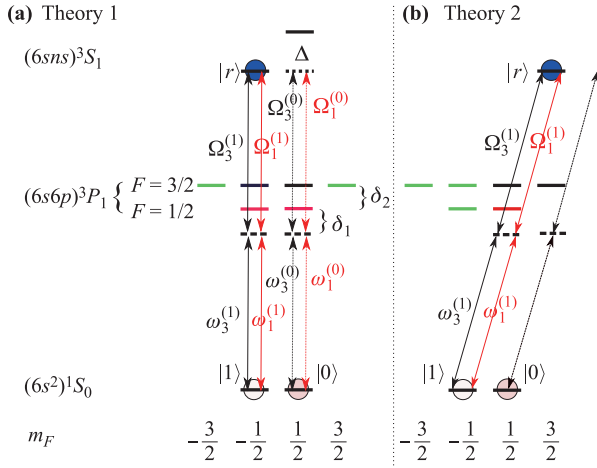 (a) Theory 1
(b) Theory 2
(6sns)³S₁
Δ
|r⟩
|r⟩
Ω₃⁽¹⁾ Ω₁⁽¹⁾ Ω₃⁽⁰⁾ Ω₁⁽⁰⁾
Ω₃⁽¹⁾ Ω₁⁽¹⁾
(6s6p)³P₁ { F = 3/2
F = 1/2
} δ₁
} δ₂
ω₃⁽¹⁾ ω₁⁽¹⁾ ω₃⁽⁰⁾ ω₁⁽⁰⁾
ω₃⁽¹⁾ ω₁⁽¹⁾
(6s²)¹S₀
|1⟩ |0⟩
|1⟩ |0⟩
m_F
−3/2 −1/2 1/2 3/2
−3/2 −1/2 1/2 3/2